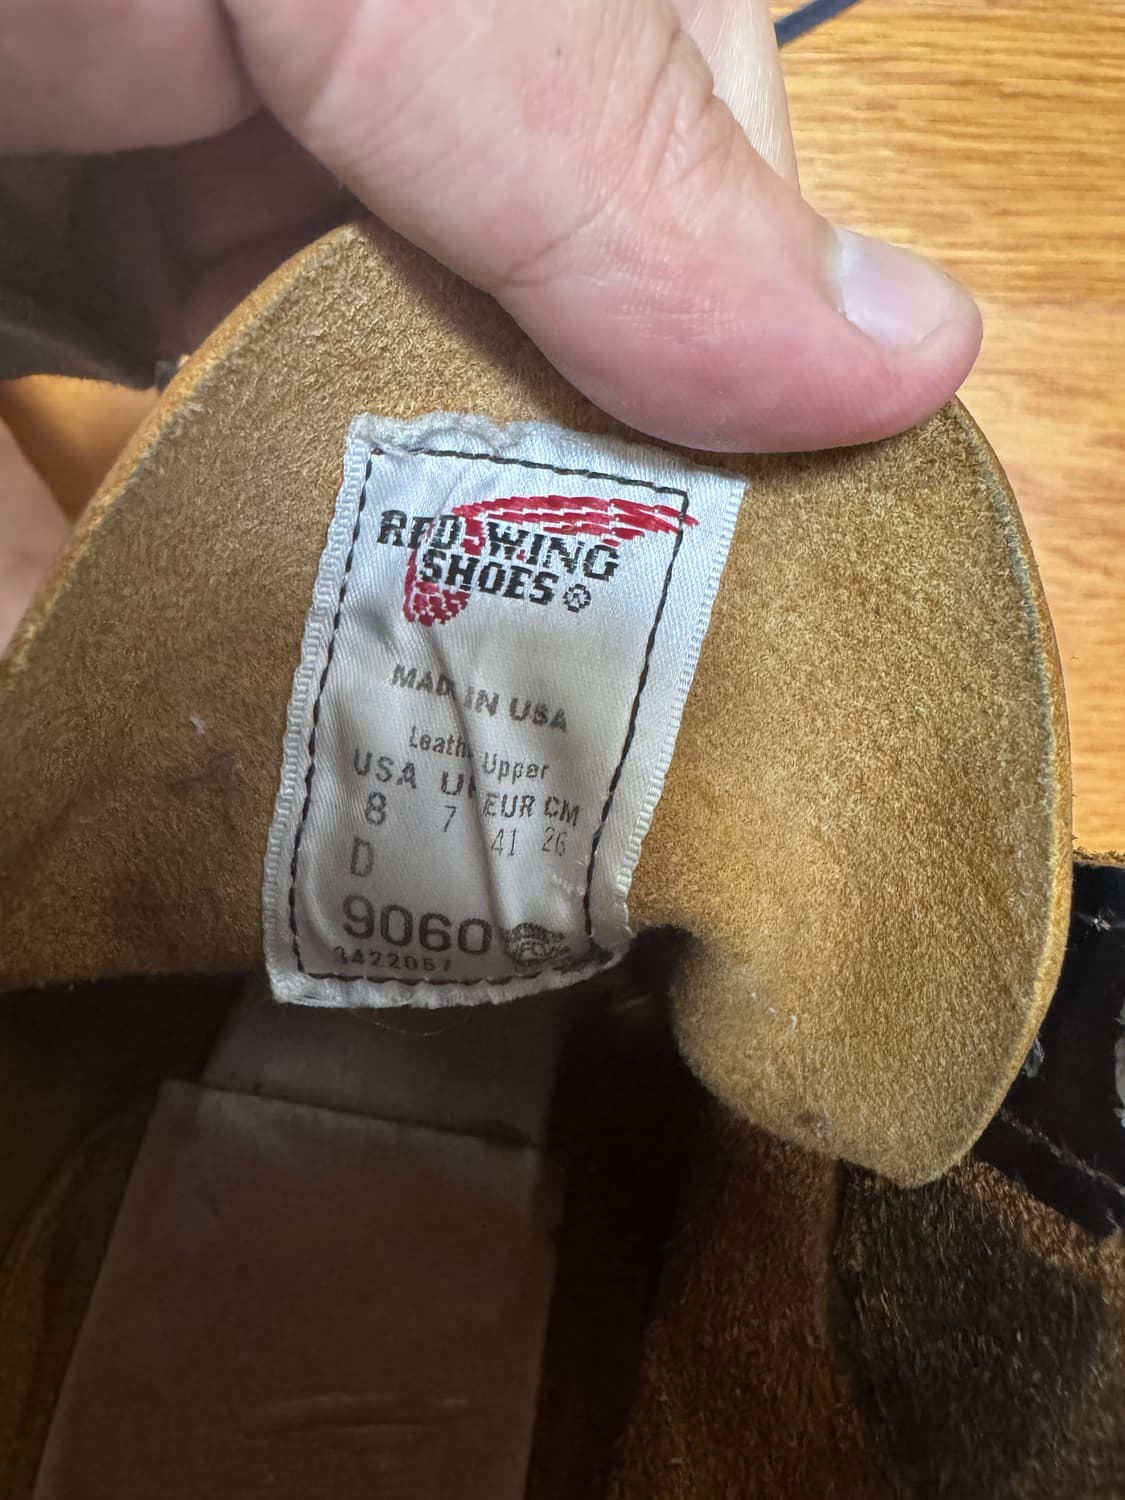 RED WING
SHOES®
MADE IN USA
Leather Upper
USA UK EUR CM
8 7 41 26
D
9060
3422057